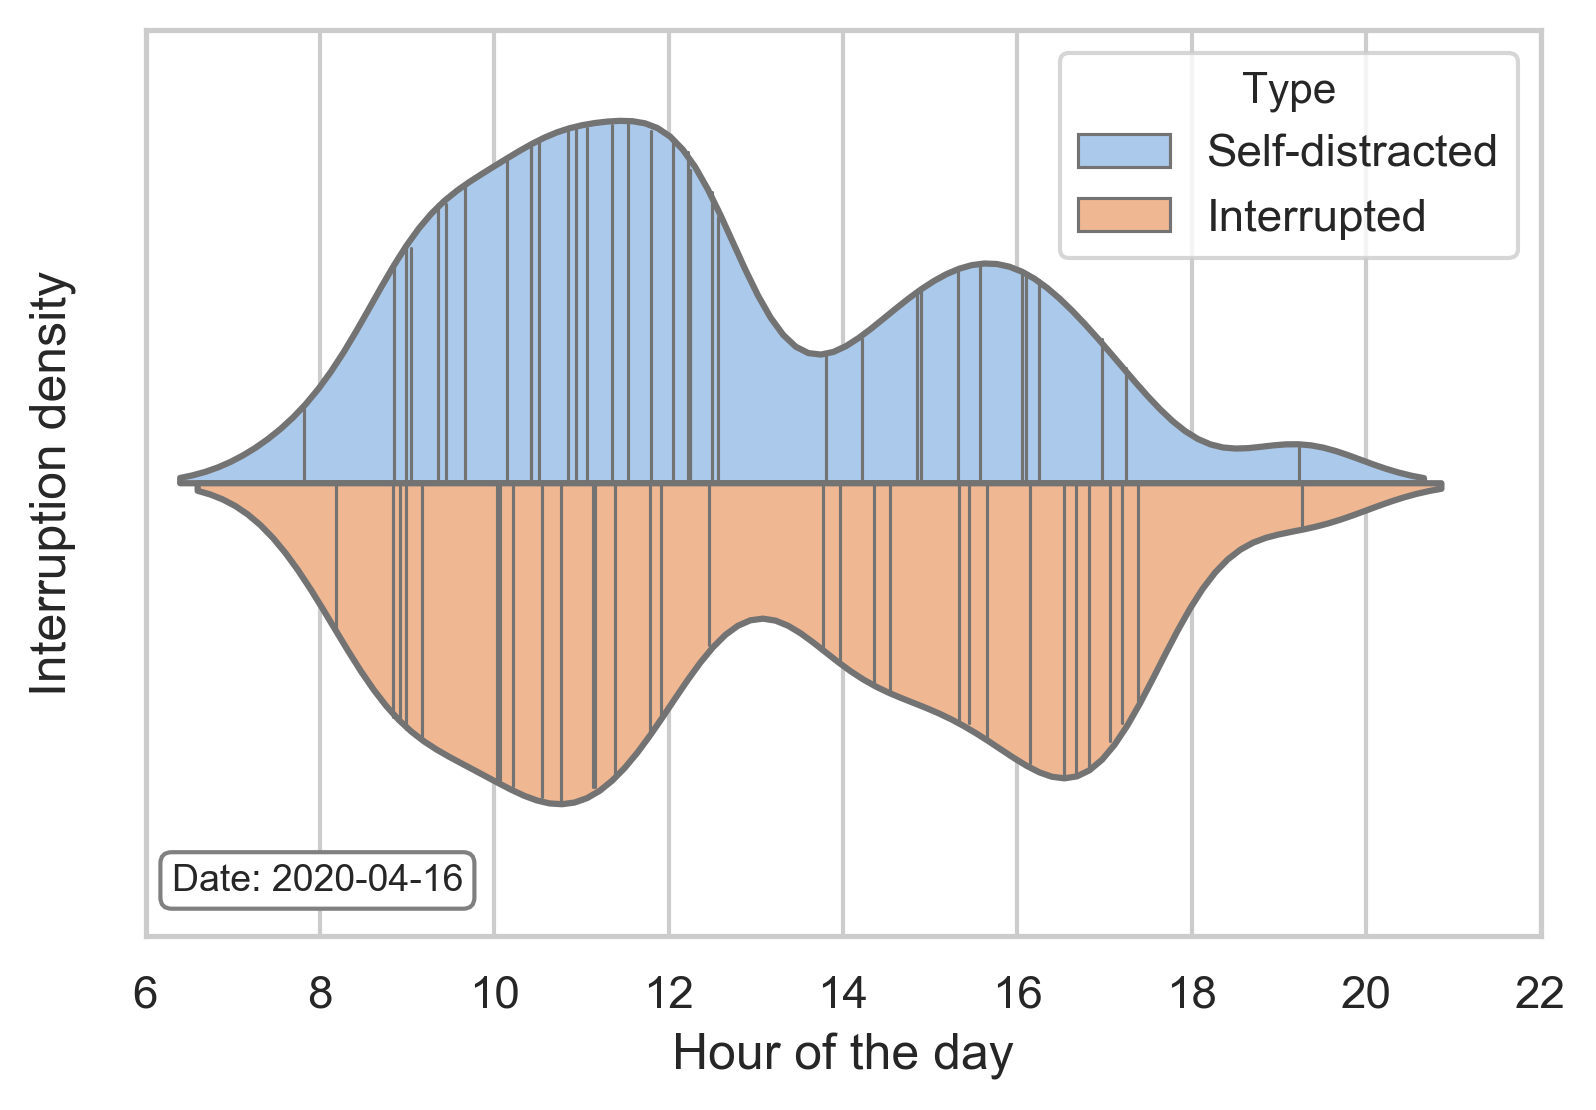 Type
Self-distracted
Interrupted
Interruption density
Date: 2020-04-16
6 8 10 12 14 16 18 20 22
Hour of the day